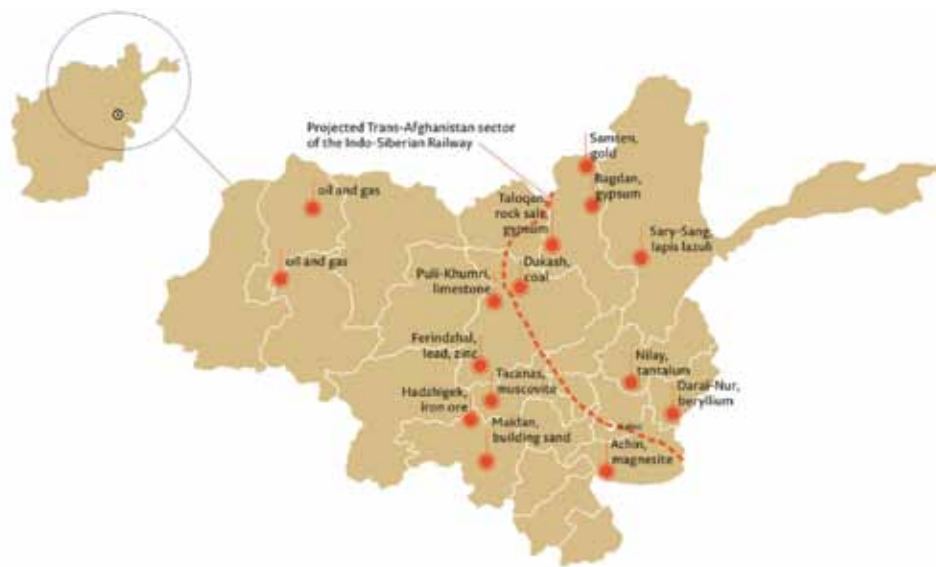 Projected Trans-Afghanistan sector
of the Indo-Siberian Railway
Samten,
gold
Ragdan,
gypsum
oil and gas
Taloqan,
rock sale,
gypsum
Sary-Sang,
lapis lazuli
oil and gas
Dukash,
coal
Puli-Khumri,
limestone
Ferindzhal,
lead, zinc
Nilay,
tantalum
Tacanas,
muscovite
Darai-Nur,
beryllium
Hadzhigek,
iron ore
Maktan,
building sand
Achin,
magnesite